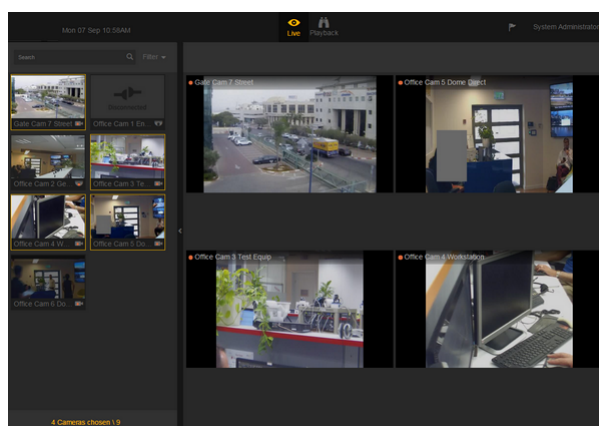 Mon 07 Sep 10:58AM
Live
Playback
System Administrator
Search
Filter
Gate Cam 7 Street
Disconnected
Office Cam 1 En...
Office Cam 2 Ge...
Office Cam 3 Te...
Office Cam 4 W...
Office Cam 5 Do...
Office Cam 6 Do...
4 Cameras chosen \ 9
Gate Cam 7 Street
Office Cam 5 Dome Direct
Office Cam 3 Test Equip
Office Cam 4 Workstation